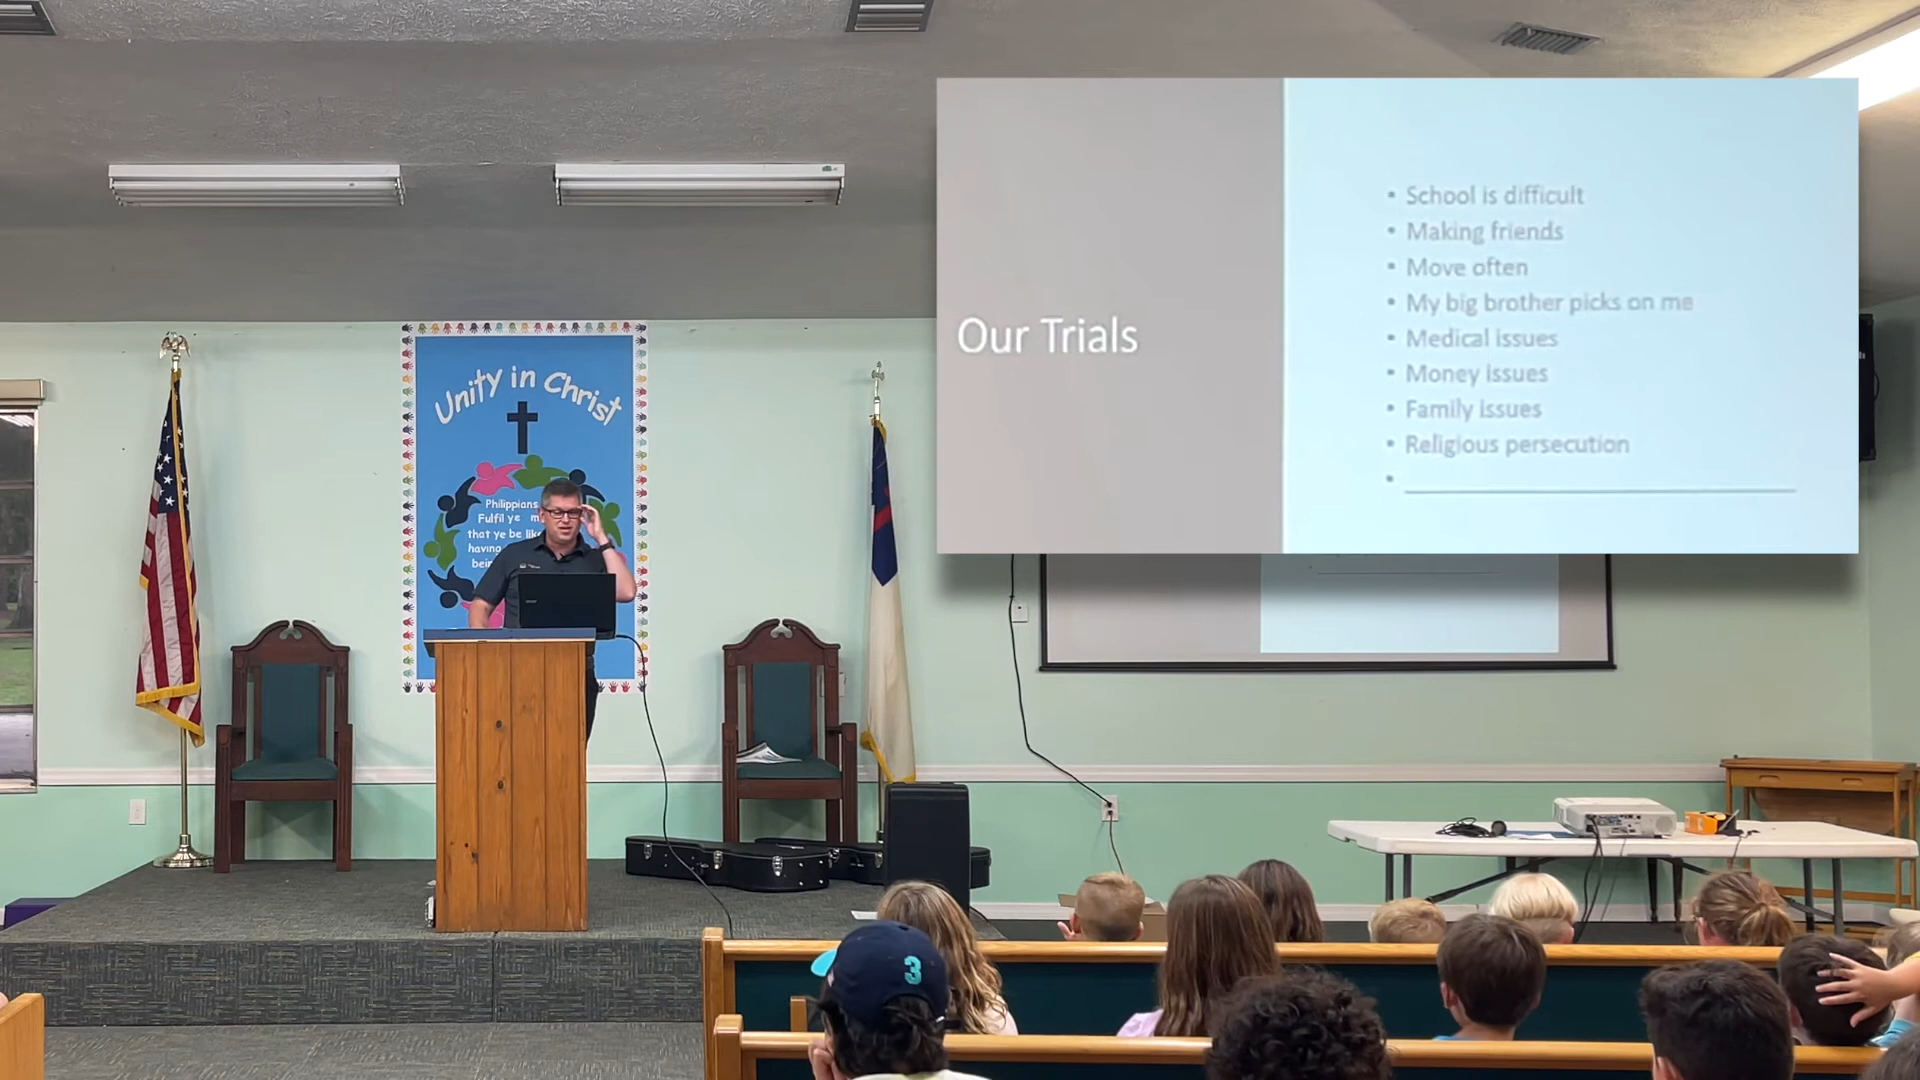 Our Trials
• School is difficult
• Making friends
• Move often
• My big brother picks on me
• Medical issues
• Money issues
• Family issues
• Religious persecution
Unity in Christ
Philippians
Fulfil ye
that ye be
having
3